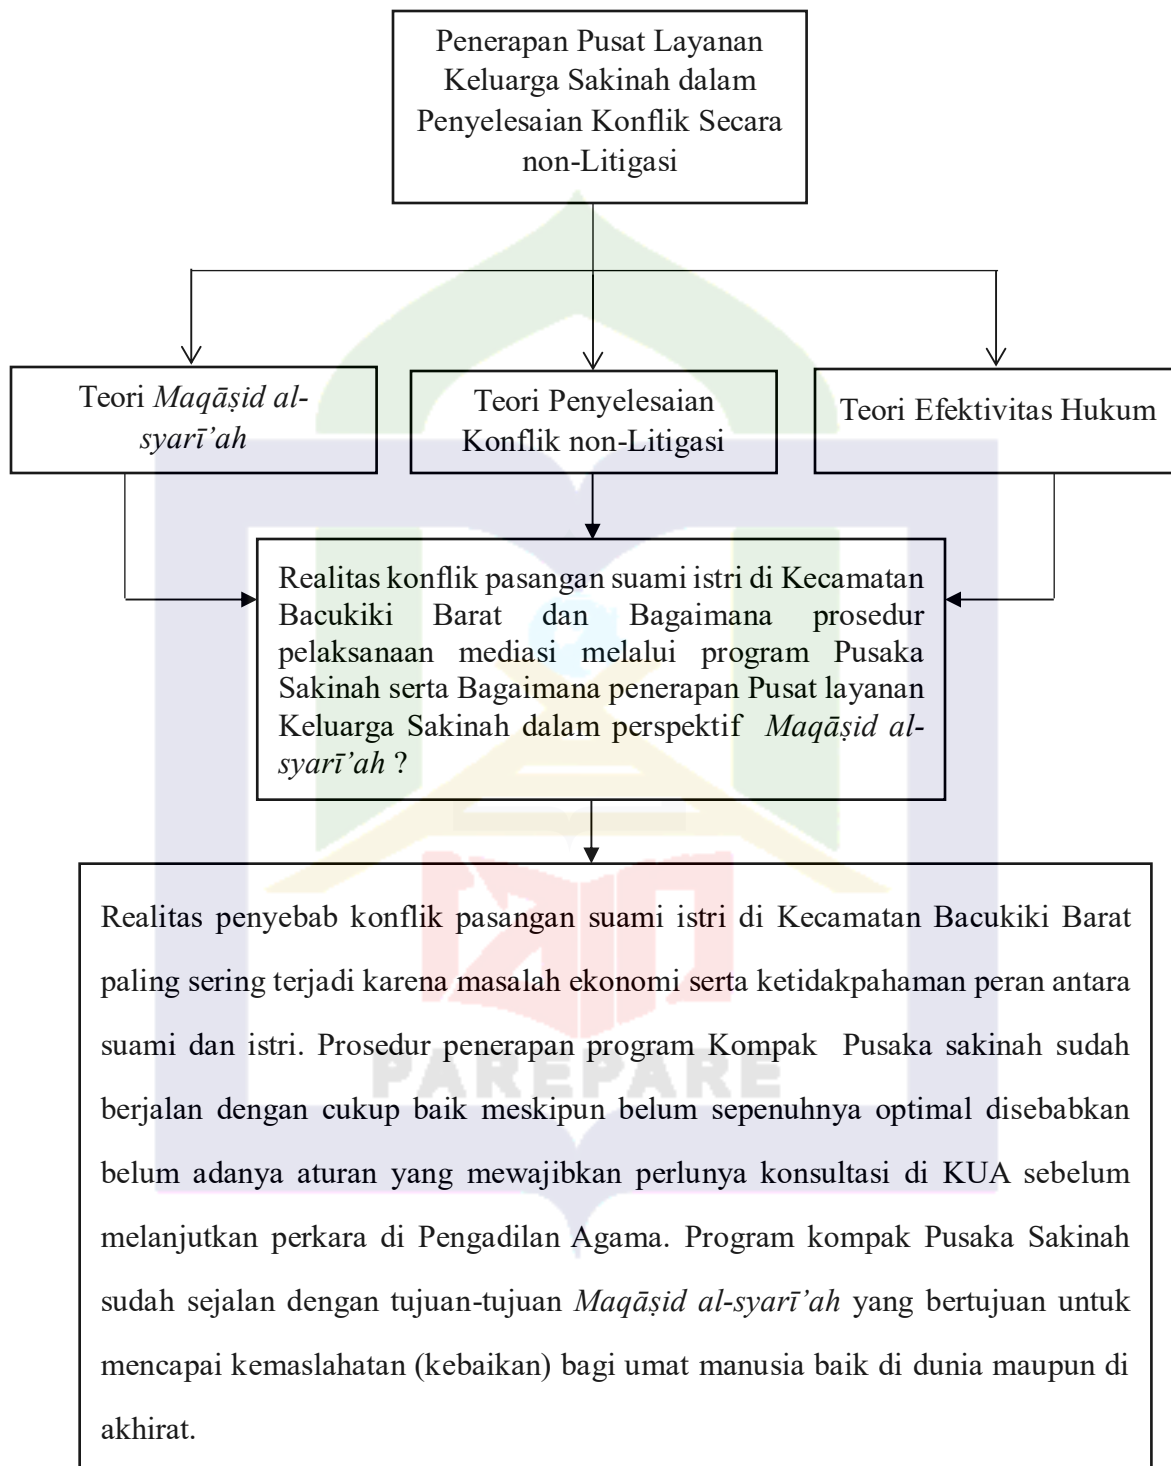 Penerapan Pusat Layanan
Keluarga Sakinah dalam
Penyelesaian Konflik Secara
non-Litigasi
Teori Maqāṣid al-
syarī’ah
Teori Penyelesaian
Konflik non-Litigasi
Teori Efektivitas Hukum
Realitas konflik pasangan suami istri di Kecamatan
Bacukiki Barat dan Bagaimana prosedur
pelaksanaan mediasi melalui program Pusaka
Sakinah serta Bagaimana penerapan Pusat layanan
Keluarga Sakinah dalam perspektif Maqāṣid al-
syarī’ah ?
Realitas penyebab konflik pasangan suami istri di Kecamatan Bacukiki Barat
paling sering terjadi karena masalah ekonomi serta ketidakpahaman peran antara
suami dan istri. Prosedur penerapan program Kompak Pusaka sakinah sudah
PAREPARE
berjalan dengan cukup baik meskipun belum sepenuhnya optimal disebabkan
belum adanya aturan yang mewajibkan perlunya konsultasi di KUA sebelum
melanjutkan perkara di Pengadilan Agama. Program kompak Pusaka Sakinah
sudah sejalan dengan tujuan-tujuan Maqāṣid al-syarī’ah yang bertujuan untuk
mencapai kemaslahatan (kebaikan) bagi umat manusia baik di dunia maupun di
akhirat.